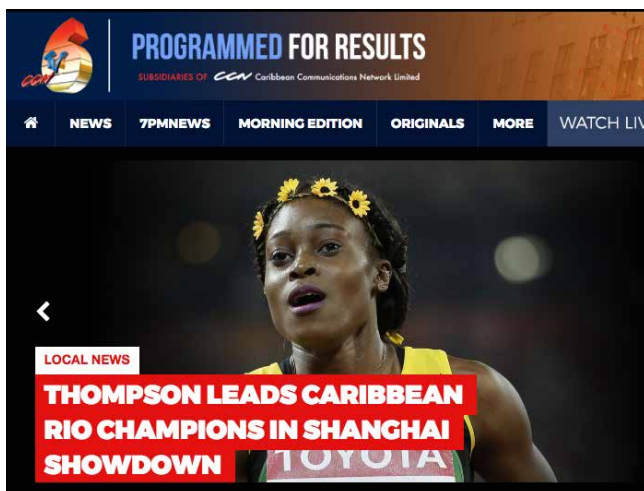 CCN TV 6
PROGRAMMED FOR RESULTS
SUBSIDIARIES OF CCN Caribbean Communications Network Limited
NEWS 7PMNEWS MORNING EDITION ORIGINALS MORE WATCH LIV
LOCAL NEWS
THOMPSON LEADS CARIBBEAN
RIO CHAMPIONS IN SHANGHAI
SHOWDOWN
TOYOTA